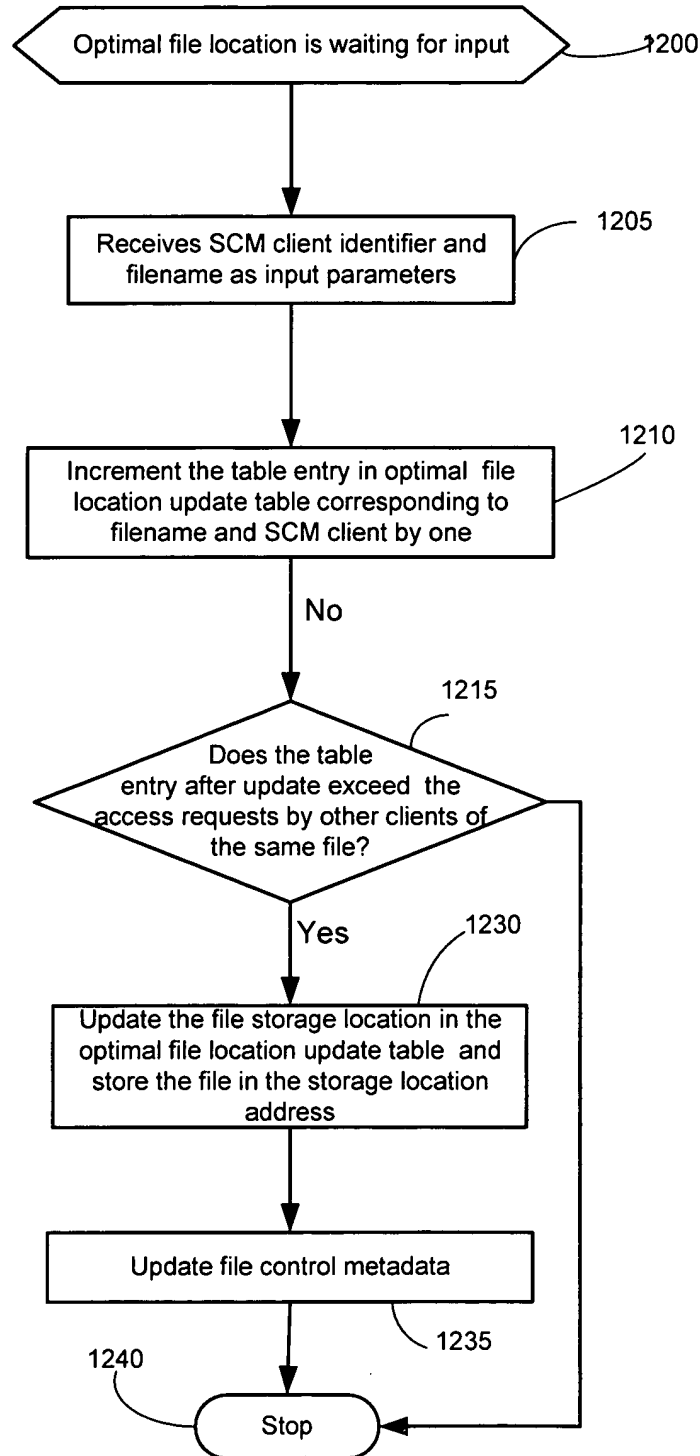 Optimal file location is waiting for input
1200
1205
Receives SCM client identifier and
filename as input parameters
1210
Increment the table entry in optimal file
location update table corresponding to
filename and SCM client by one
No
1215
Does the table
entry after update exceed the
access requests by other clients of
the same file?
Yes
1230
Update the file storage location in the
optimal file location update table and
store the file in the storage location
address
Update file control metadata
1235
1240
Stop